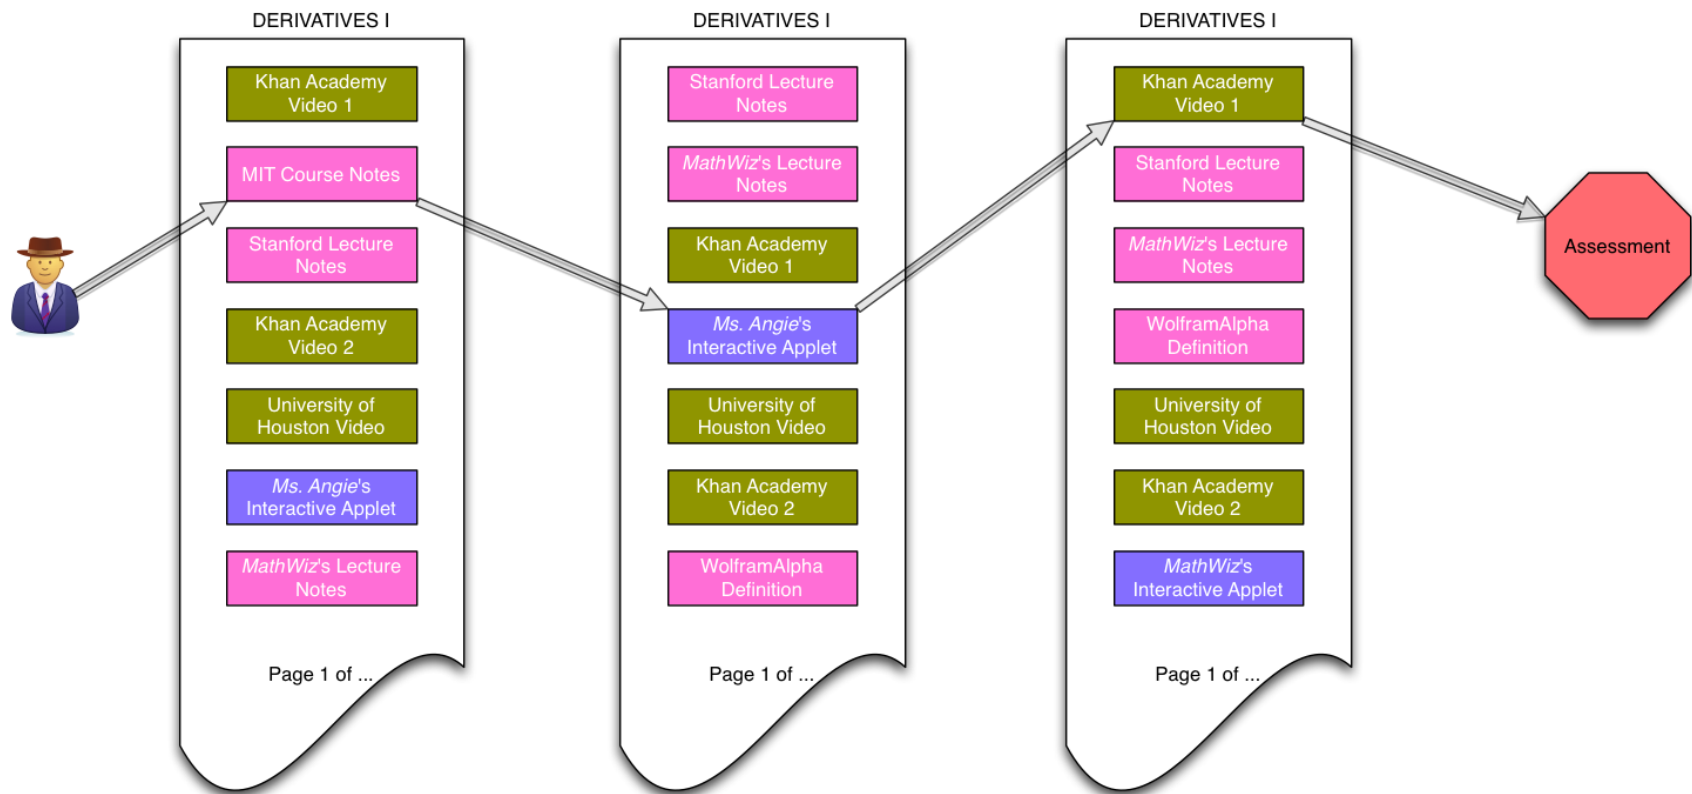 DERIVATIVES I
Khan Academy
Video 1
MIT Course Notes
Stanford Lecture
Notes
Khan Academy
Video 2
University of
Houston Video
Ms. Angie's
Interactive Applet
MathWiz's Lecture
Notes
Page 1 of ...
DERIVATIVES I
Stanford Lecture
Notes
MathWiz's Lecture
Notes
Khan Academy
Video 1
Ms. Angie's
Interactive Applet
University of
Houston Video
Khan Academy
Video 2
WolframAlpha
Definition
Page 1 of ...
DERIVATIVES I
Khan Academy
Video 1
Stanford Lecture
Notes
MathWiz's Lecture
Notes
WolframAlpha
Definition
University of
Houston Video
Khan Academy
Video 2
MathWiz's
Interactive Applet
Page 1 of ...
Assessment